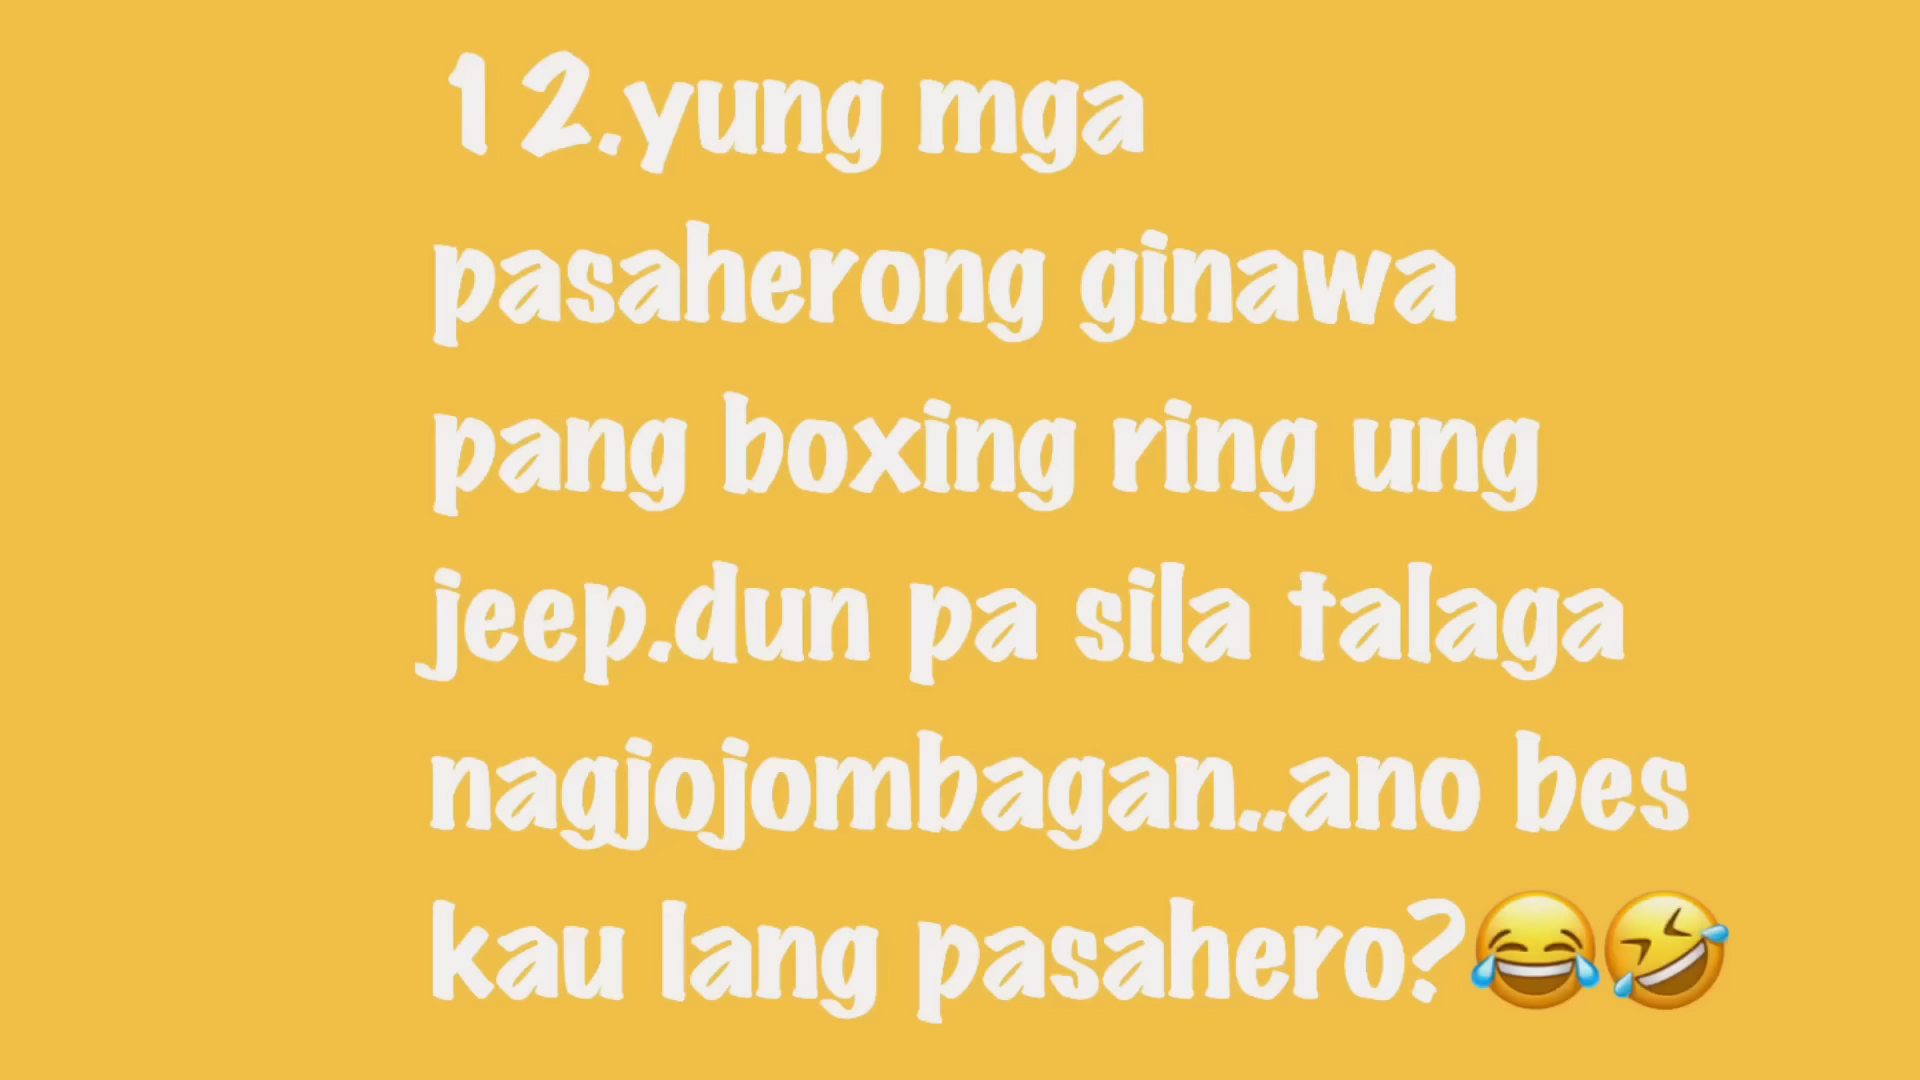 12.yung mga
pasaherong ginawa
pang boxing ring ung
jeep.dun pa sila talaga
nagjojombagan..ano bes
kau lang pasahero?😂🤣